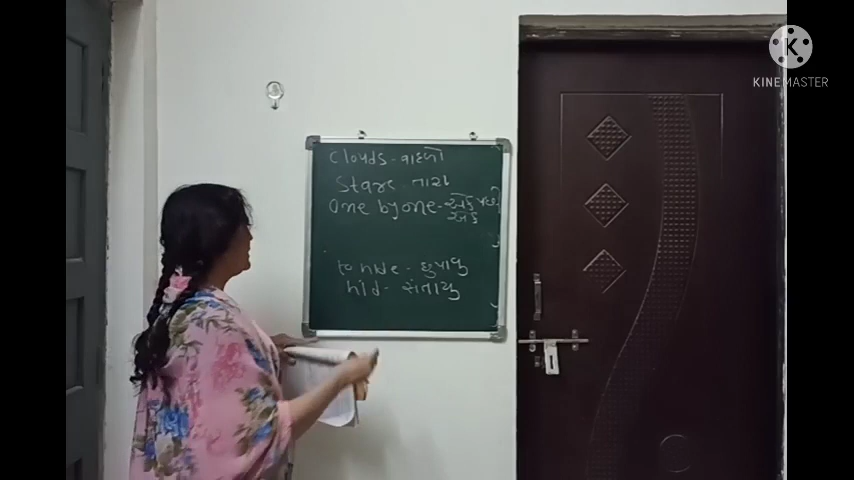 clouds - વાદળો
stars - તારા
one by one - એક પછી
એક
to hide - છુપાવુ
hid - સંતાયુ
KINEMASTER